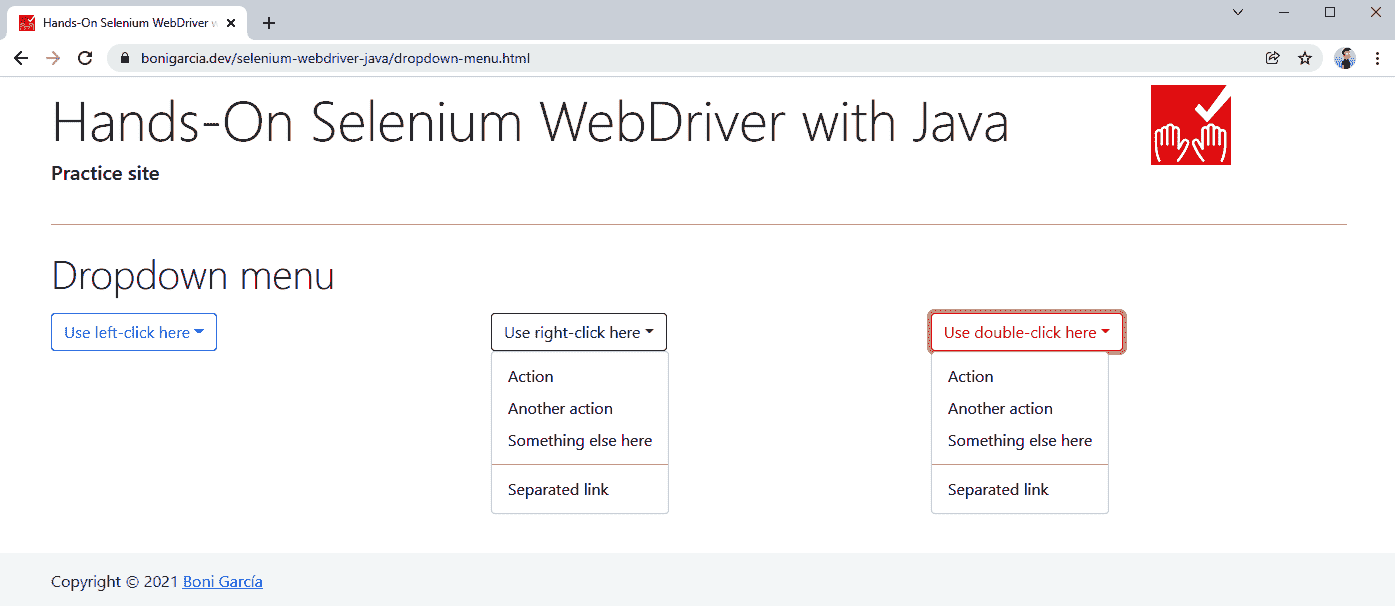 Hands-On Selenium WebDriver w
bonigarcia.dev/selenium-webdriver-java/dropdown-menu.html
Hands-On Selenium WebDriver with Java
Practice site
Dropdown menu
Use left-click here
Use right-click here
Action
Another action
Something else here
Separated link
Use double-click here
Action
Another action
Something else here
Separated link
Copyright © 2021 Boni García